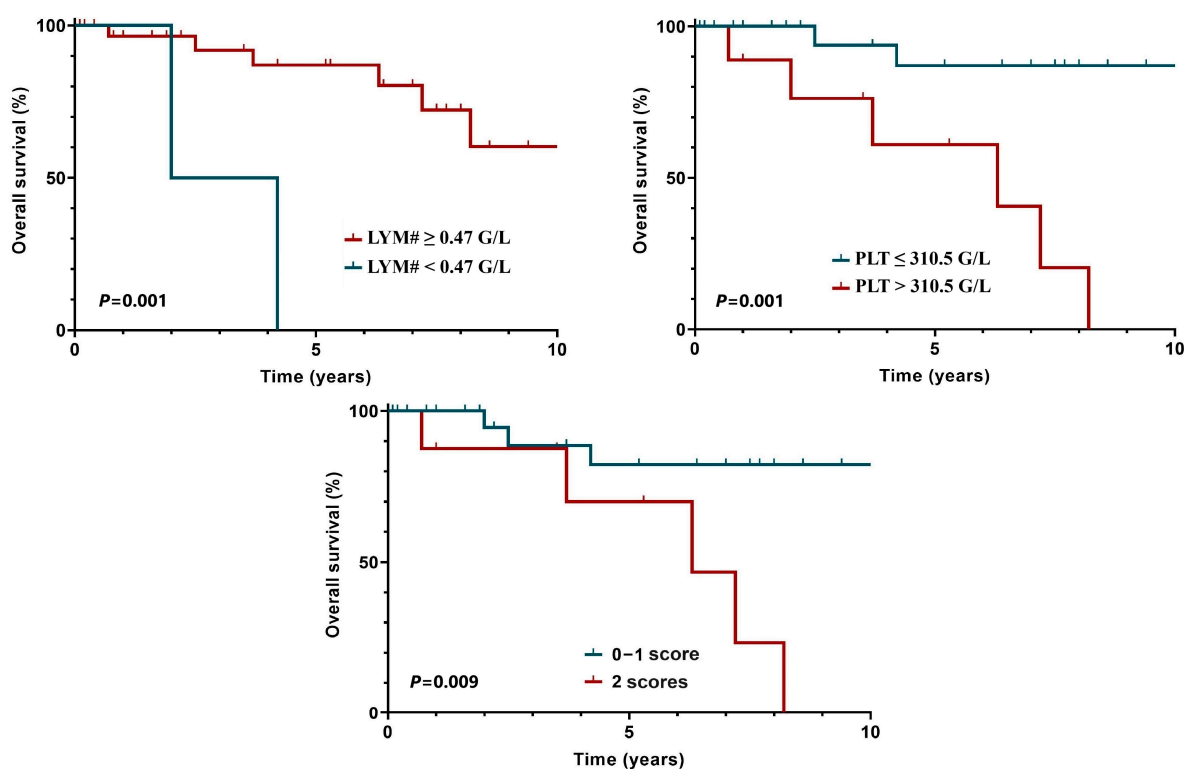 100
50
0
Overall survival (%)
LYM# ≥ 0.47 G/L
LYM# < 0.47 G/L
P=0.001
0 5 10
Time (years)
100
50
0
Overall survival (%)
PLT ≤ 310.5 G/L
PLT > 310.5 G/L
P=0.001
0 5 10
Time (years)
100
50
0
Overall survival (%)
0−1 score
2 scores
P=0.009
0 5 10
Time (years)